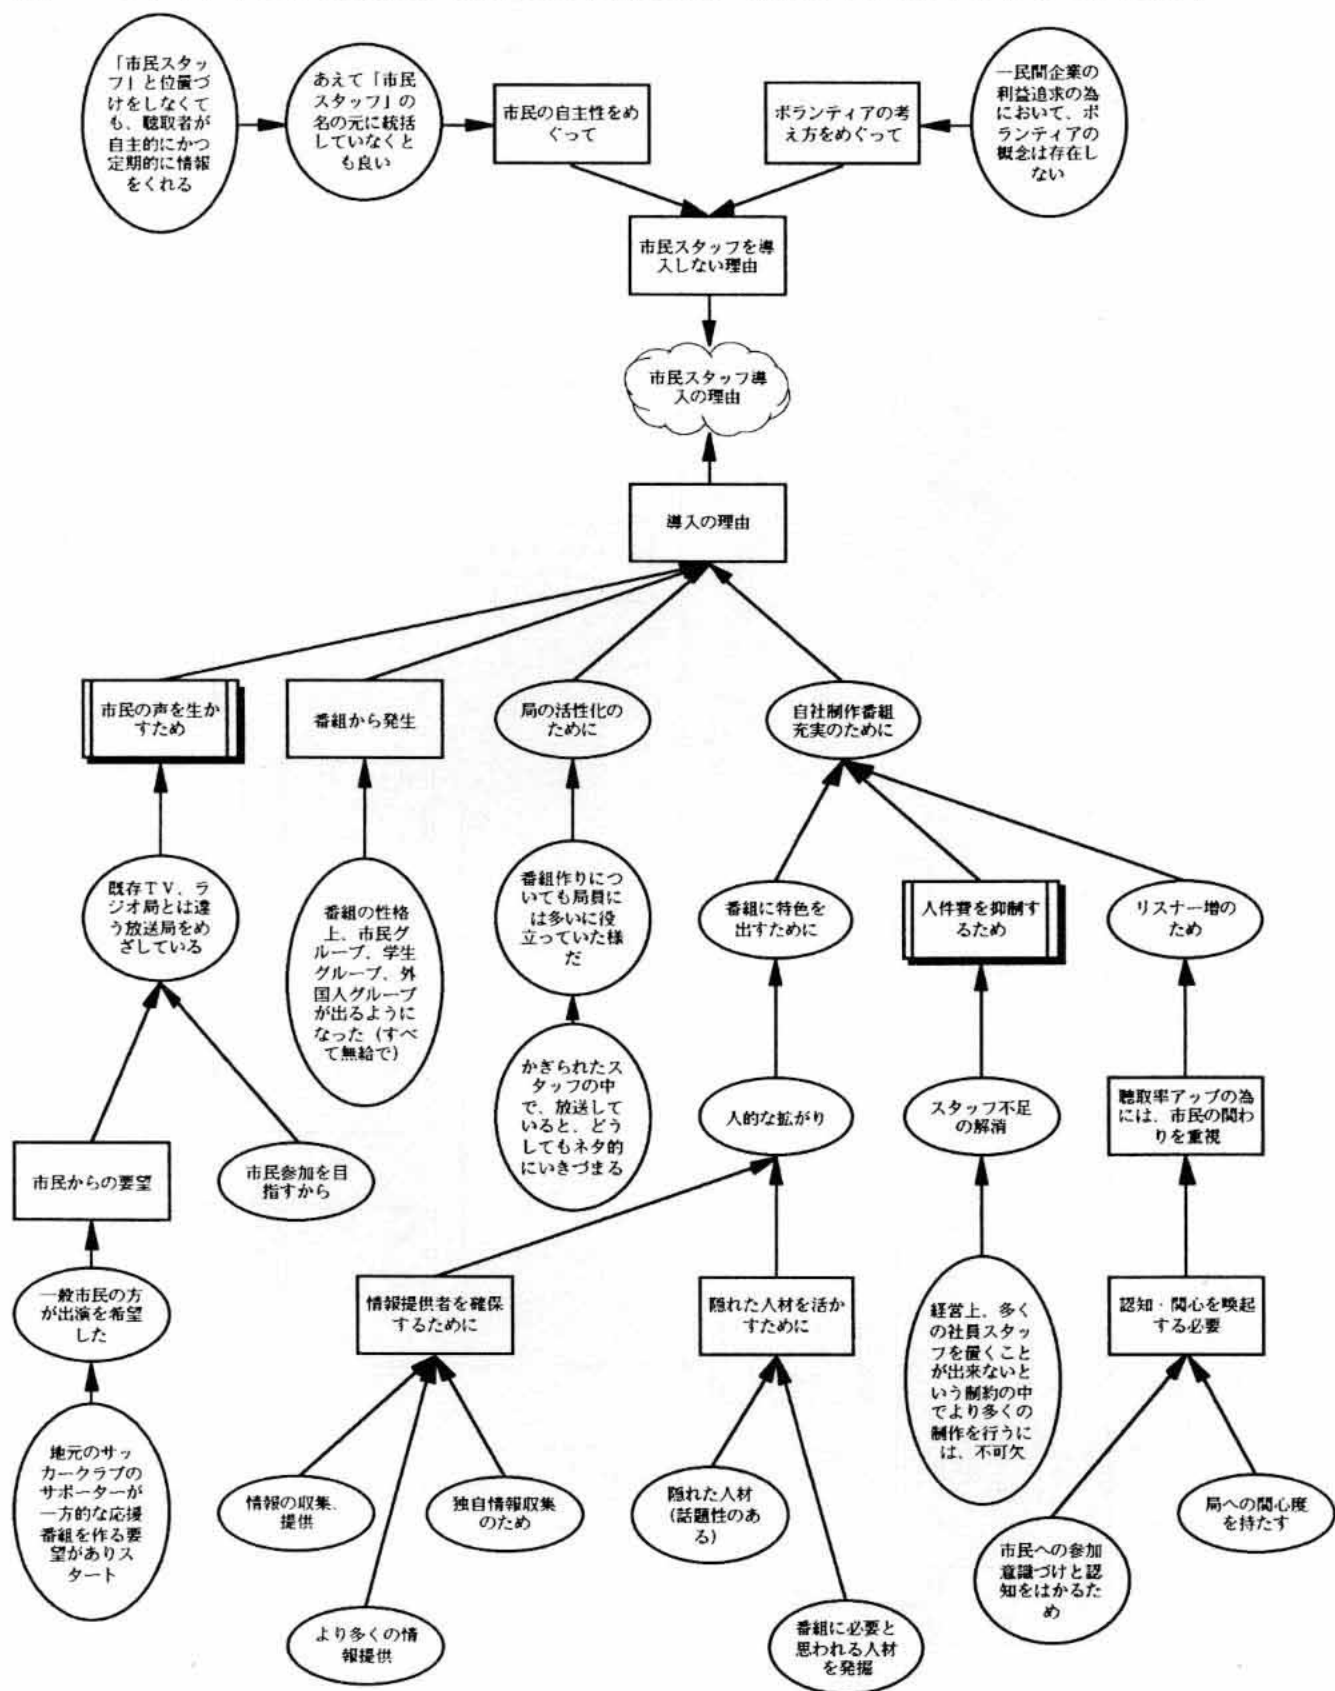 「市民スタッ
フ」と位置づ
けをしなくて
も、聴取者が
自主的にかつ
定期的に情報
をくれる
あえて「市民
スタッフ」の
名の元に統括
していなくと
も良い
市民の自主性をめ
ぐって
ボランティアの考
え方をめぐって
一民間企業の
利益追求の為
において、ボ
ランティアの
概念は存在し
ない
市民スタッフを導
入しない理由
市民スタッフ導
入の理由
導入の理由
市民の声を生か
すため
番組から発生
局の活性化の
ために
自社制作番組
充実のために
既存TV、ラ
ジオ局とは違
う放送局をめ
ざしている
番組の性格
上、市民グ
ループ、学生
グループ、外
国人グループ
が出るように
なった(すべ
て無給で)
番組作りにつ
いても局員に
は多いに役
立っていた様
だ
番組に特色を
出すために
人件費を抑制す
るため
リスナー増の
ため
かぎられたス
タッフの中
で、放送して
いると、どう
してもネタ的
にいきづまる
人的な拡がり
スタッフ不足
の解消
聴取率アップの為
には、市民の関わ
りを重視
市民からの要望
市民参加を目
指すから
一般市民の方
が出演を希望
した
情報提供者を確保
するために
隠れた人材を活か
すために
経営上、多く
の社員スタッ
フを置くこと
が出来ないと
いう制約の中
でより多くの
制作を行うに
は、不可欠
認知・関心を喚起
する必要
地元のサッ
カークラブの
サポーターが
一方的な応援
番組を作る要
望がありス
タート
情報の収集、
提供
独自情報収集
のため
隠れた人材
(話題性のあ
る)
局への関心度
を持たす
市民への参加
意識づけと認
知をはかるた
め
より多くの情
報提供
番組に必要と
思われる人材
を発掘